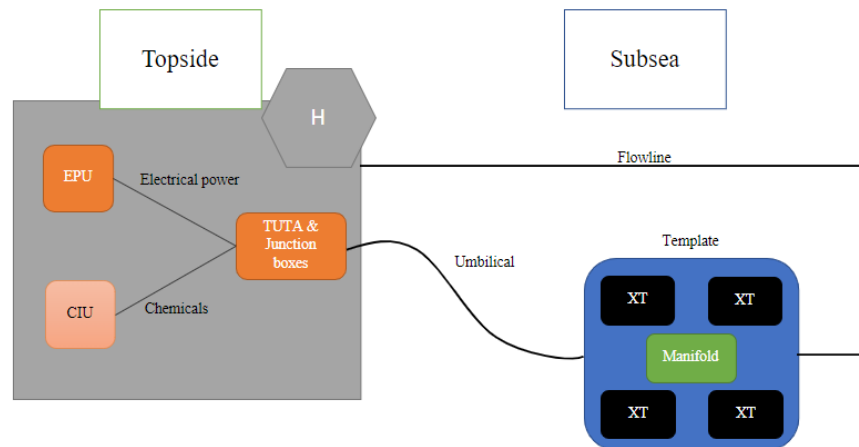 Topside
Subsea
H
Flowline
EPU
Electrical power
TUTA &
Junction
boxes
Template
Umbilical
XT
XT
CIU
Chemicals
Manifold
XT
XT